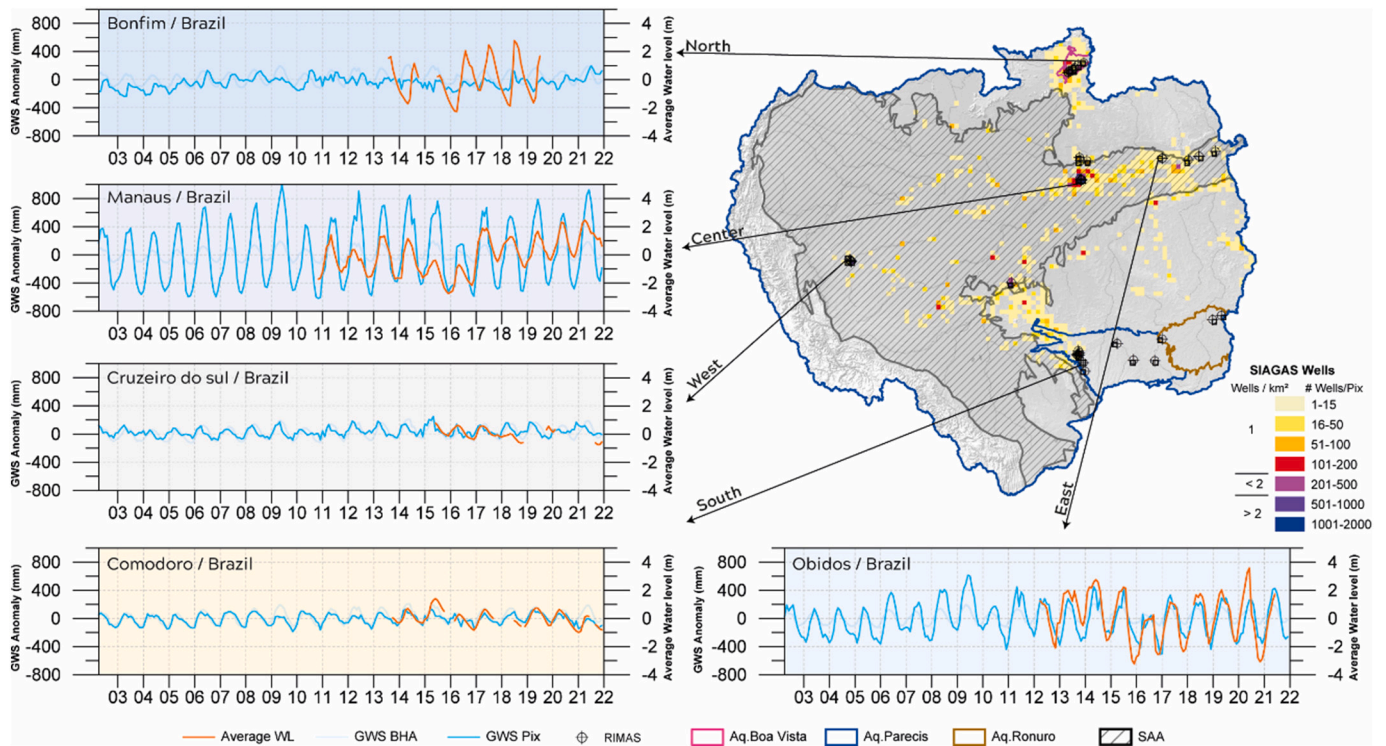 Bonfim / Brazil
GWS Anomaly (mm)
800
400
0
-400
-800
Average Water level (m)
4
2
0
-2
-4
03 04 05 06 07 08 09 10 11 12 13 14 15 16 17 18 19 20 21 22
Manaus / Brazil
GWS Anomaly (mm)
800
400
0
-400
-800
Average Water level (m)
4
2
0
-2
-4
03 04 05 06 07 08 09 10 11 12 13 14 15 16 17 18 19 20 21 22
Cruzeiro do sul / Brazil
GWS Anomaly (mm)
800
400
0
-400
-800
Average Water level (m)
4
2
0
-2
-4
03 04 05 06 07 08 09 10 11 12 13 14 15 16 17 18 19 20 21 22
North
Center
West
South
East
SIAGAS Wells
Wells / km² # Wells/Pix
1-15
16-50
1
51-100
101-200
< 2 201-500
501-1000
> 2
1001-2000
Comodoro / Brazil
GWS Anomaly (mm)
800
400
0
-400
-800
Average Water level (m)
4
2
0
-2
-4
03 04 05 06 07 08 09 10 11 12 13 14 15 16 17 18 19 20 21 22
Obidos / Brazil
GWS Anomaly (mm)
800
400
0
-400
-800
Average Water level (m)
4
2
0
-2
-4
03 04 05 06 07 08 09 10 11 12 13 14 15 16 17 18 19 20 21 22
Average WL GWS BHA GWS Pix RIMAS Aq.Boa Vista Aq.Parecis Aq.Ronuro SAA